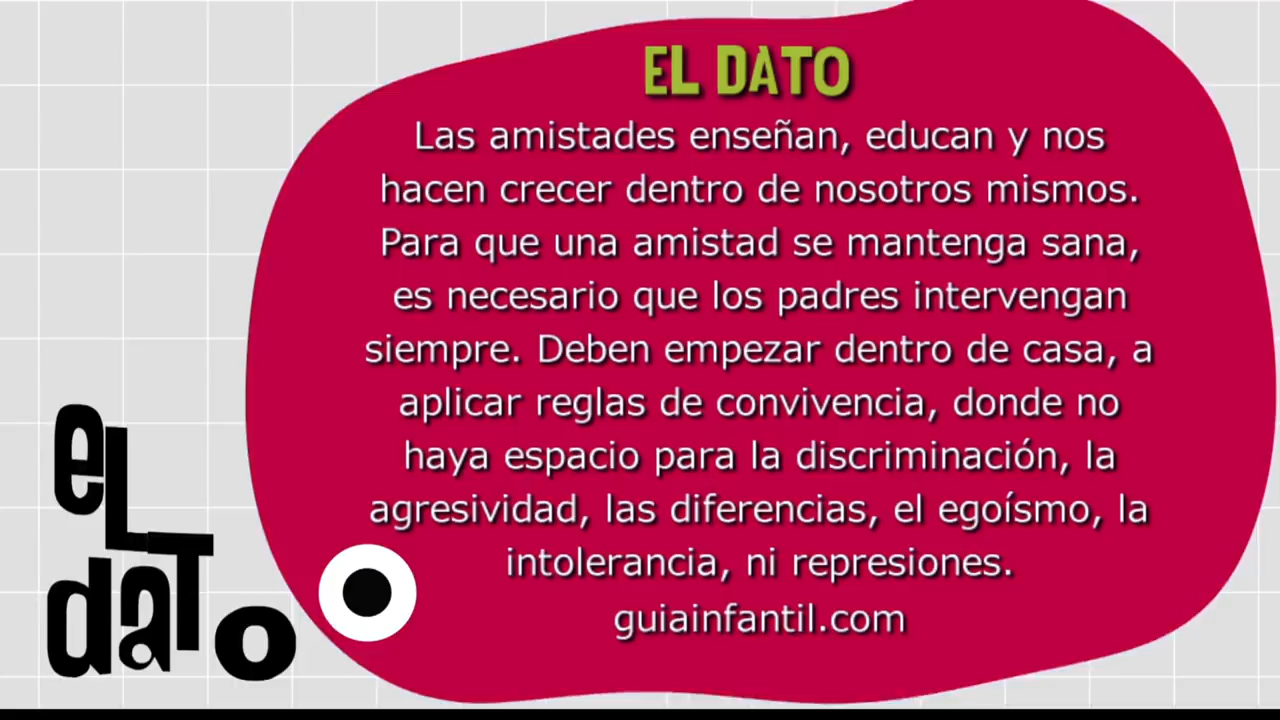 EL DATO
Las amistades enseñan, educan y nos
hacen crecer dentro de nosotros mismos.
Para que una amistad se mantenga sana,
es necesario que los padres intervengan
siempre. Deben empezar dentro de casa, a
aplicar reglas de convivencia, donde no
haya espacio para la discriminación, la
agresividad, las diferencias, el egoísmo, la
intolerancia, ni represiones.
guiainfantil.com
eL
daTo